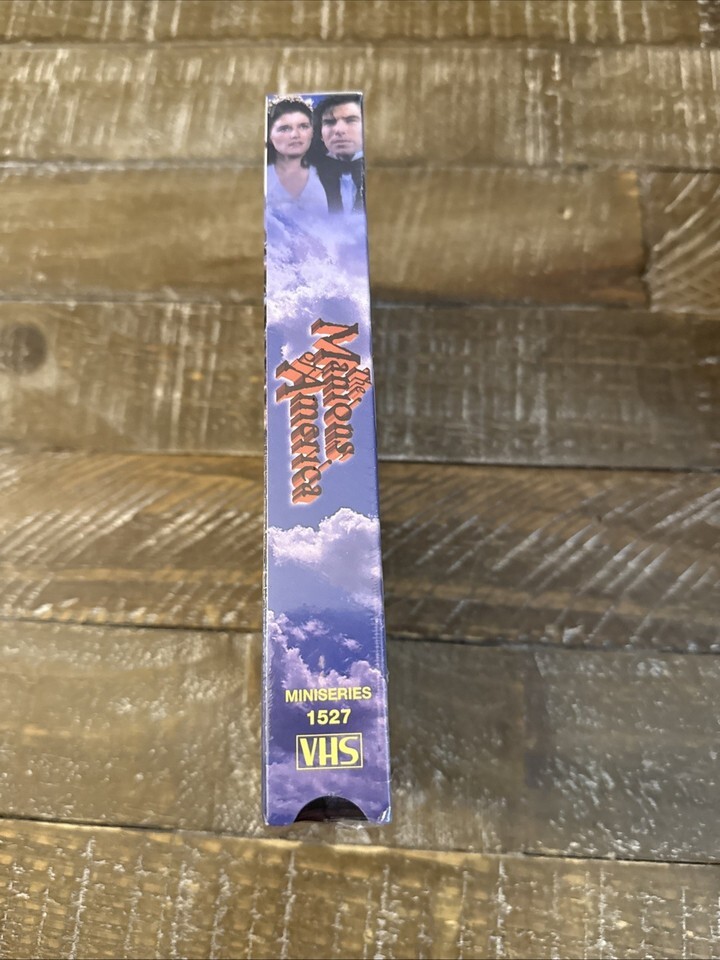 The
Manions
of America
MINISERIES
1527
VHS